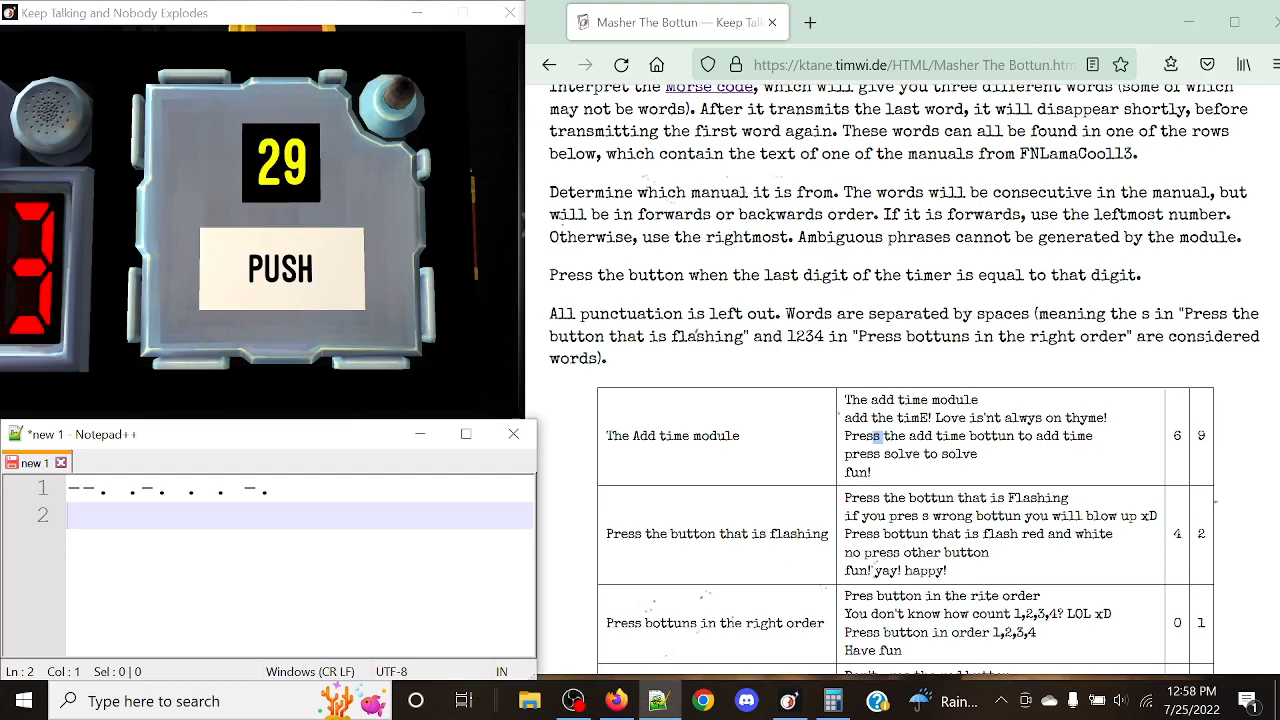 Keep Talking and Nobody Explodes
29
PUSH
3
*new 1 - Notepad++
new 1
1 --. .-. . . -.
2
Ln : 2 Col : 1 Sel : 0 | 0 Windows (CR LF) UTF-8 IN
Masher The Bottun — Keep Talk
https://ktane.timwi.de/HTML/Masher The Bottun.htm
Interpret the Morse code, which will give you three different words (some of which
may not be words). After it transmits the last word, it will disappear shortly, before
transmitting the first word again. These words can all be found in one of the rows
below, which contain the text of one of the manuals from FNLamaCool13.
Determine which manual it is from. The words will be consecutive in the manual, but
will be in forwards or backwards order. If it is forwards, use the leftmost number.
Otherwise, use the rightmost. Ambiguous phrases cannot be generated by the module.
Press the button when the last digit of the timer is equal to that digit.
All punctuation is left out. Words are separated by spaces (meaning the s in "Press the
button that is flashing" and 1234 in "Press bottuns in the right order" are considered
words).
The Add time module
The add time module
add the timE! Love is'nt alwys on thyme!
Press the add time bottun to add time
press solve to solve
fun!
6 9
Press the button that is flashing
Press the bottun that is Flashing
if you pres s wrong bottun you will blow up xD
Press bottun that is flash red and white
no press other button
fun! yay! happy!
4 2
Press bottuns in the right order
Pres button in the rite order
You don't know how count 1,2,3,4? LOL xD
Press button in order 1,2,3,4
Have fun
0 1
Type here to search
Rain...
12:58 PM
7/25/2022